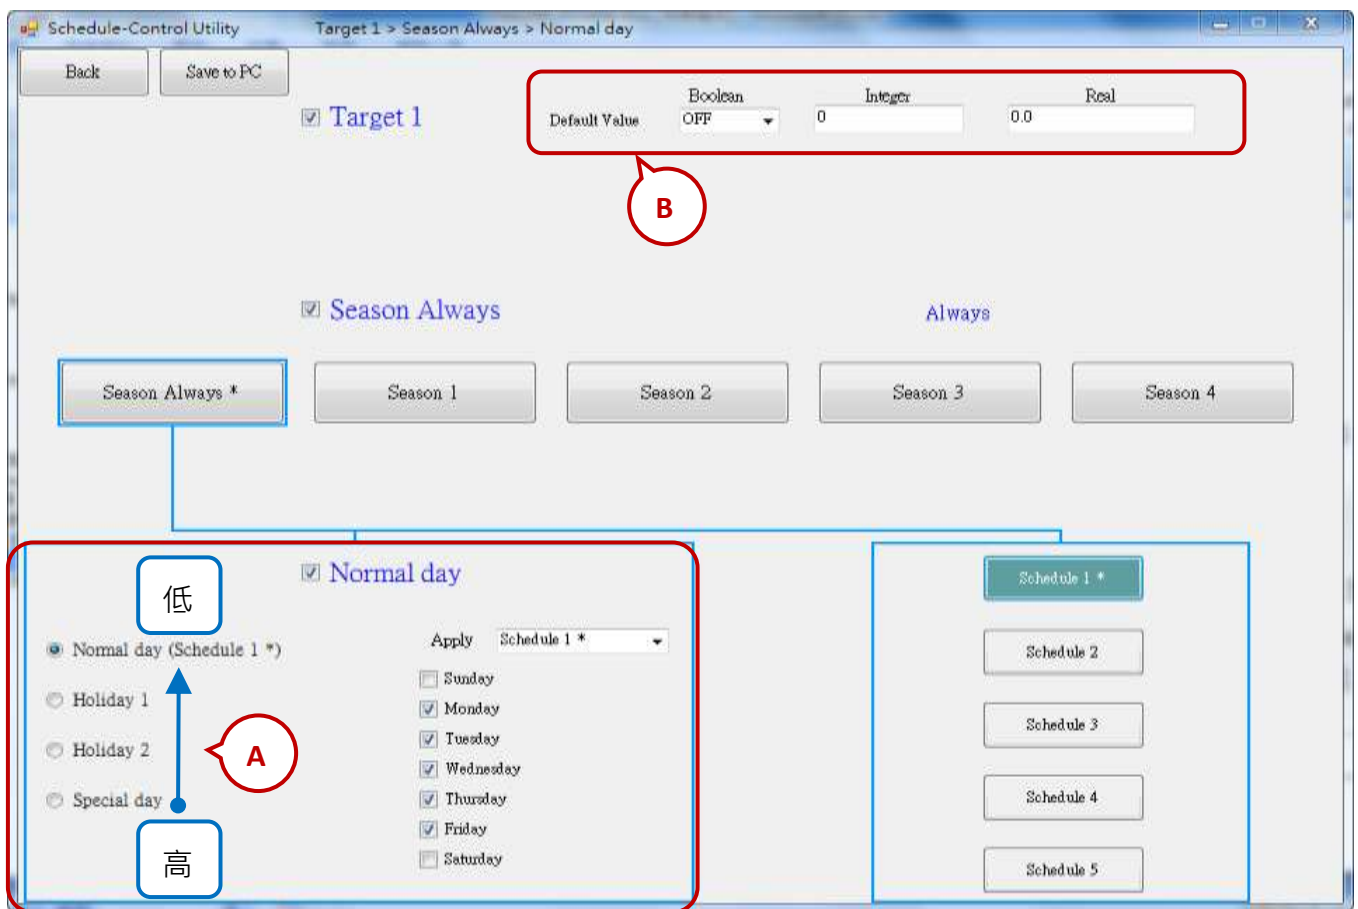 Schedule-Control Utility Target 1 > Season Always > Normal day
Back Save to PC
Boolean Integer Real
Target 1 Default Value OFF 0 0.0
B
Season Always Always
Season Always * Season 1 Season 2 Season 3 Season 4
Normal day Schedule 1 *
低
Normal day (Schedule 1 *) Apply Schedule 1 * Schedule 2
Sunday
Holiday 1 Monday
Tuesday Schedule 3
Holiday 2 A Wednesday
Special day Thursday Schedule 4
Friday
高 Saturday
Schedule 5